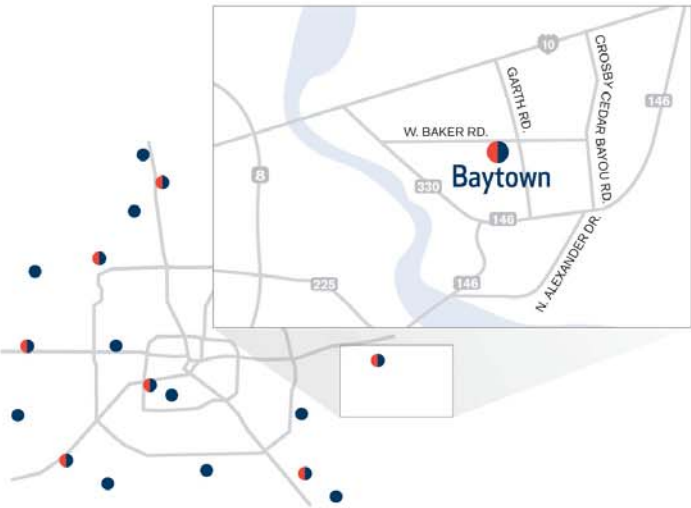 10
GARTH RD.
CROSBY CEDAR BAYOU RD.
146
W. BAKER RD.
8
330
Baytown
146
225
146
N. ALEXANDER DR.